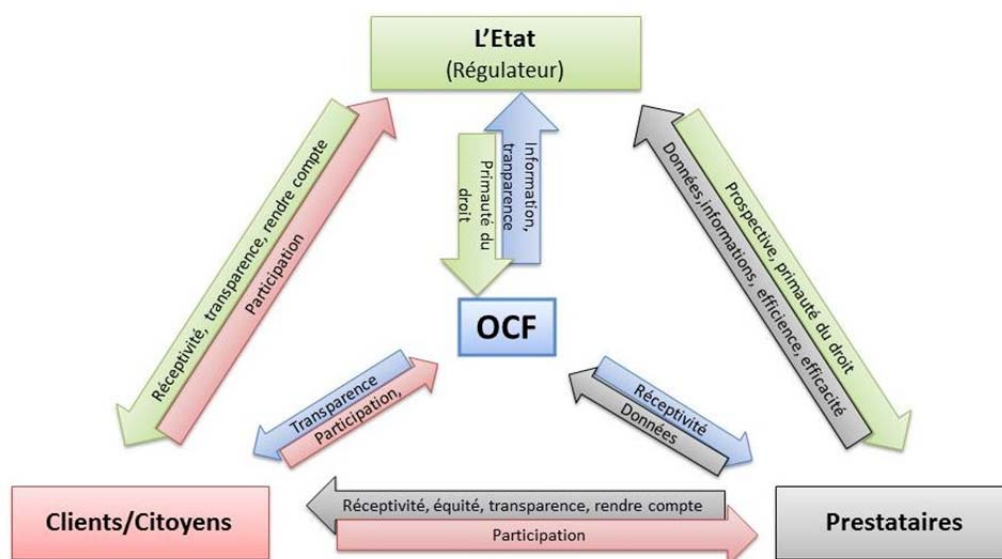 L'Etat
(Régulateur)
Réceptivité, transparence, rendre compte
Participation
Primauté du
droit
Information,
tranparence
Prospective, primauté du droit
Données,informations, efficience, efficacité
OCF
Transparence
Participation,
Réceptivité
Données
Clients/Citoyens
Réceptivité, équité, transparence, rendre compte
Participation
Prestataires